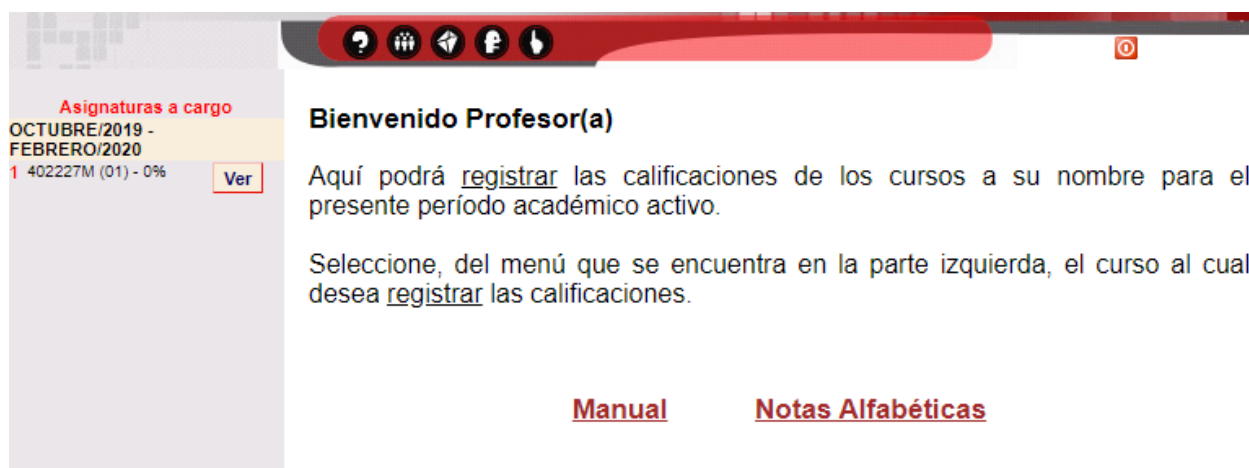 Asignaturas a cargo
OCTUBRE/2019 -
FEBRERO/2020
1 402227M (01) - 0%
Ver
Bienvenido Profesor(a)
Aquí podrá registrar las calificaciones de los cursos a su nombre para el
presente período académico activo.
Seleccione, del menú que se encuentra en la parte izquierda, el curso al cual
desea registrar las calificaciones.
Manual
Notas Alfabéticas